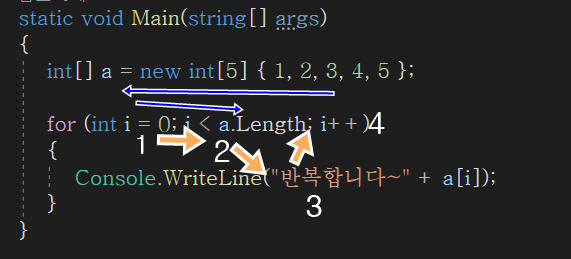 static void Main(string[] args)
{
int[] a = new int[5] { 1, 2, 3, 4, 5 };
for (int i = 0; i < a.Length; i++)4
1
{
2
Console.WriteLine("반복합니다~" + a[i]);
3
}
}